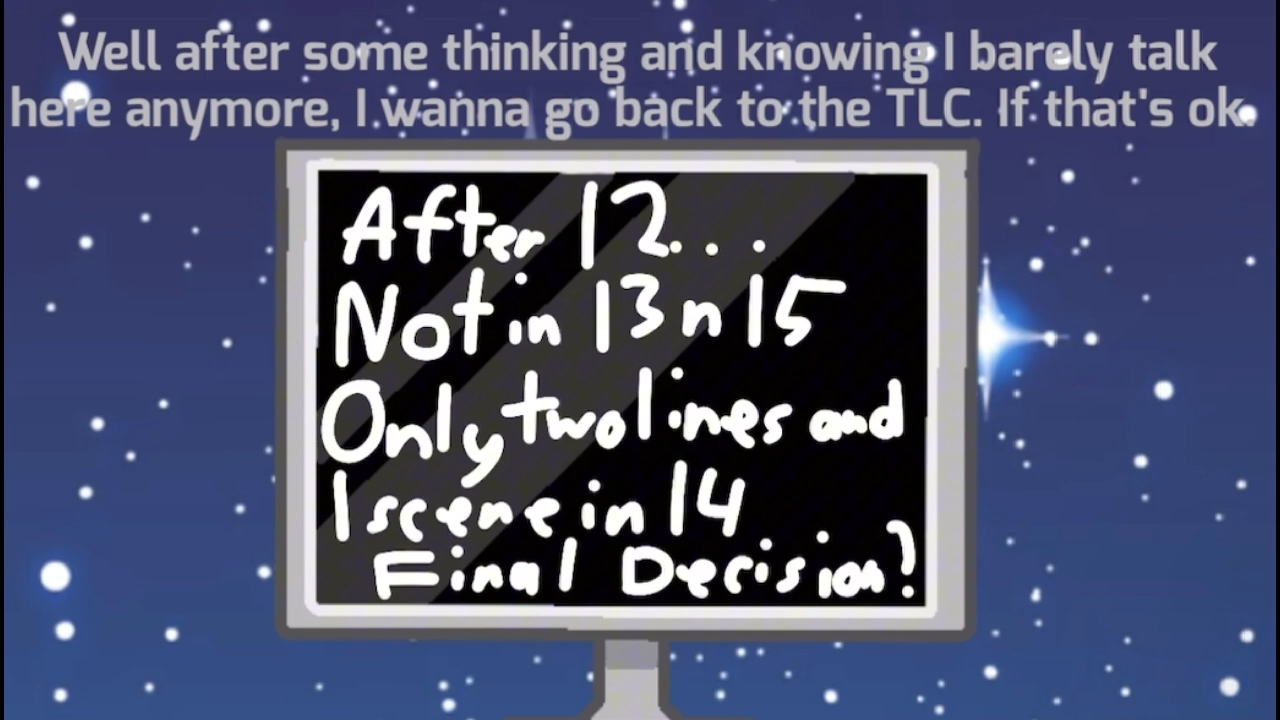 Well after some thinking and knowing I barely talk
here anymore, I wanna go back to the TLC. If that's ok.
After 12...
Not in 13 n 15
Only two lines and
1 scene in 14
Final Decision?